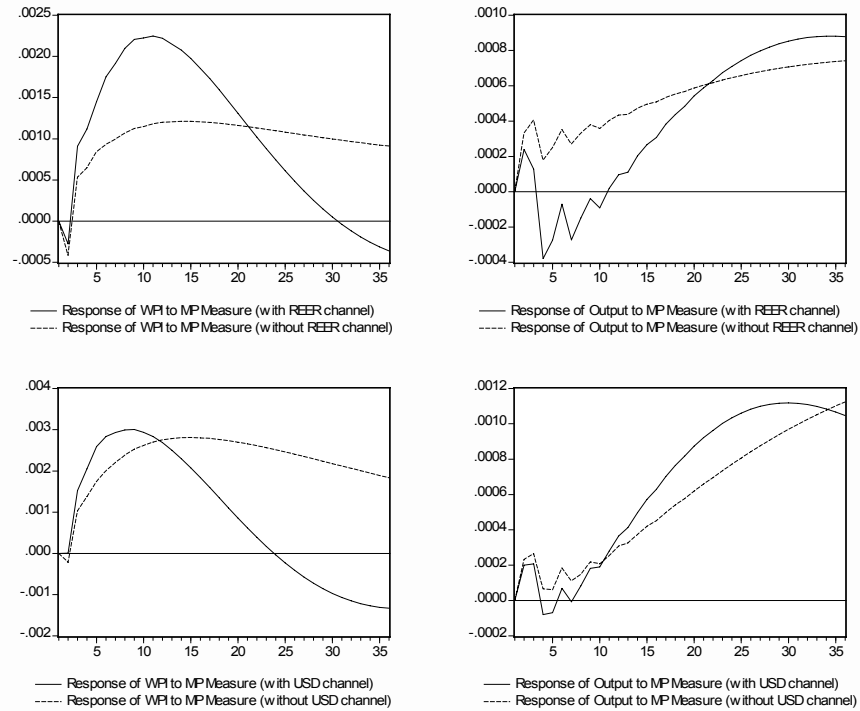 .0025
.0020
.0015
.0010
.0005
.0000
-.0005
5 10 15 20 25 30 35
Response of WPI to MP Measure (with REER channel)
Response of WPI to MP Measure (without REER channel)
.0010
.0008
.0006
.0004
.0002
.0000
-.0002
-.0004
5 10 15 20 25 30 35
Response of Output to MP Measure (with REER channel)
Response of Output to MP Measure (without REER channel)
.004
.003
.002
.001
.000
-.001
-.002
5 10 15 20 25 30 35
Response of WPI to MP Measure (with USD channel)
Response of WPI to MP Measure (without USD channel)
.0012
.0010
.0008
.0006
.0004
.0002
.0000
-.0002
5 10 15 20 25 30 35
Response of Output to MP Measure (with USD channel)
Response of Output to MP Measure (without USD channel)